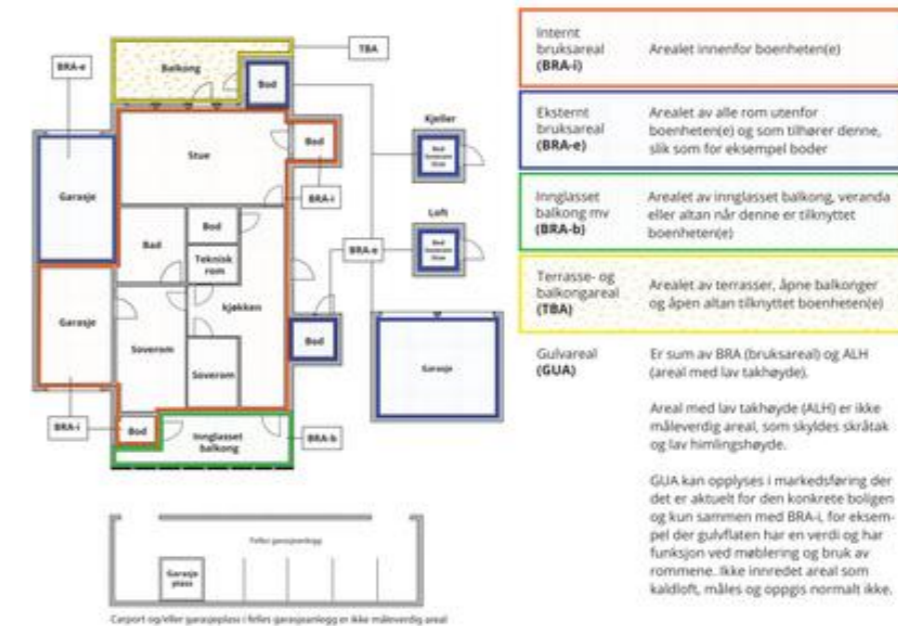 TBA
BRA-e
Balkong
Bod
Kjeller
Stue
Bod
Garasje
BRA-i
Loft
Bod
Bad
BRA-e
Teknisk
rom
kjøkken
Garasje
Soverom
Bod
Garasje
Soverom
BRA-i
Bod
Innglasset
balkong
BRA-b
Felles garasjeanlegg
Garasje
plass
Carport og/eller garasjeplass i felles garasjeanlegg er ikke måleverdig areal
Internt
bruksareal
(BRA-i)
Arealet innenfor boenheten(e)
Eksternt
bruksareal
(BRA-e)
Arealet av alle rom utenfor
boenheten(e) og som tilhører denne,
slik som for eksempel boder
Innglasset
balkong mv
(BRA-b)
Arealet av innglasset balkong, veranda
eller altan når denne er tilknyttet
boenheten(e)
Terrasse- og
balkongareal
(TBA)
Arealet av terrasser, åpne balkonger
og åpen altan tilknyttet boenheten(e)
Gulvareal
(GUA)
Er sum av BRA (bruksareal) og ALH
(areal med lav takhøyde).
Areal med lav takhøyde (ALH) er ikke
måleverdig areal, som skyldes skråtak
og lav himlingshøyde.
GUA kan opplyses i markedsføring der
det er aktuelt for den konkrete boligen
og kun sammen med BRA-i, for eksem-
pel der gulvflaten har en verdi og har
funksjon ved møblering og bruk av
rommene. Ikke innredet areal som
kaldloft, måles og oppgis normalt ikke.